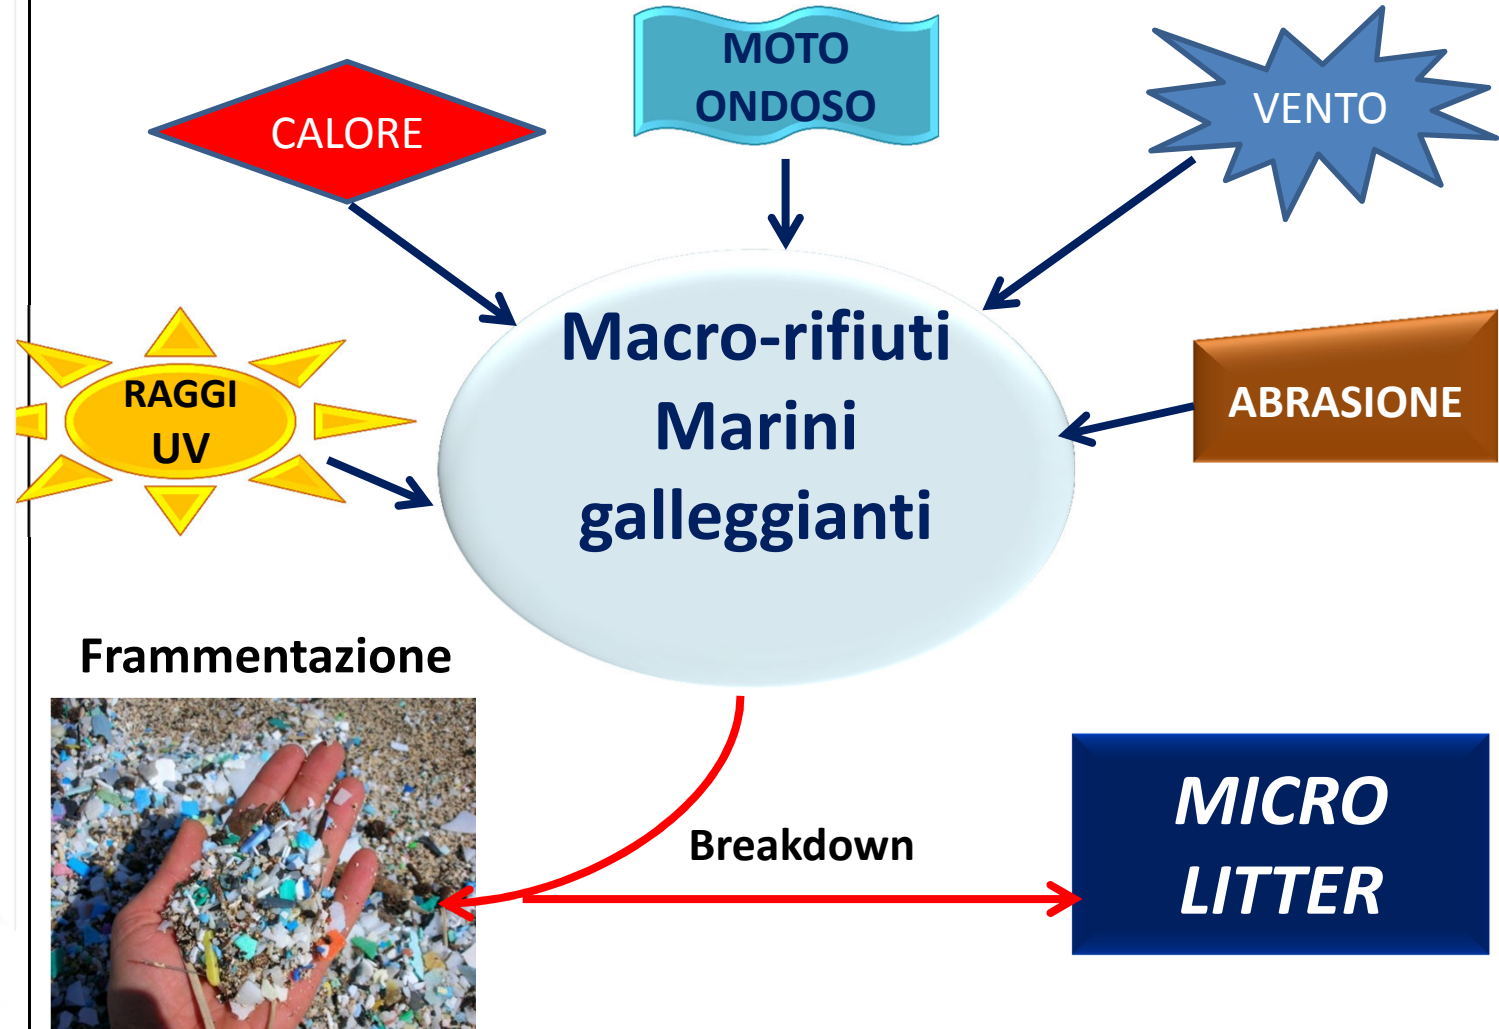 MOTO
ONDOSO
CALORE
VENTO
RAGGI
UV
Macro-rifiuti
Marini
galleggianti
ABRASIONE
Frammentazione
Breakdown
MICRO
LITTER